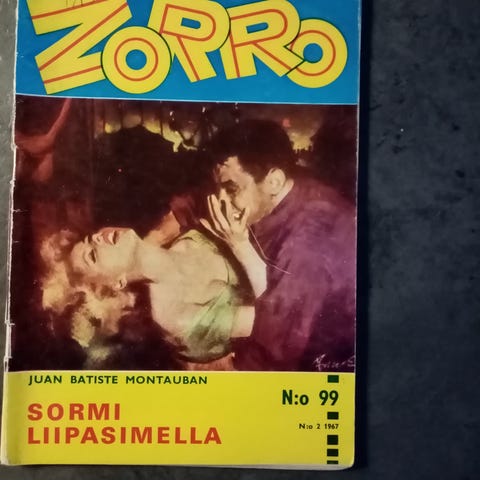 ZORRO
JUAN BATISTE MONTAUBAN
N:o 99
SORMI
LIIPASIMELLA
N:o 2 1967